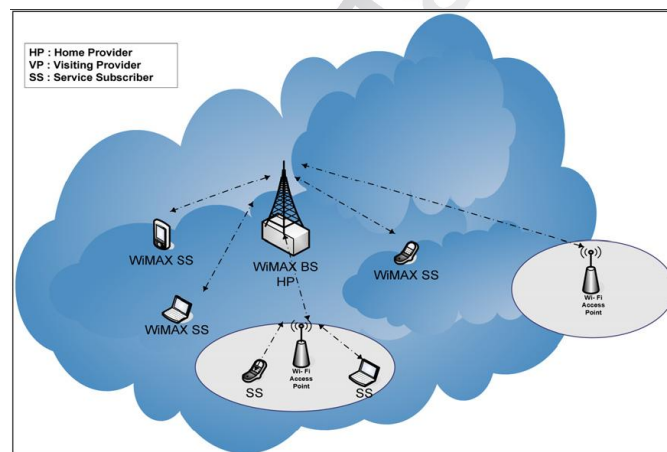 HP : Home Provider
VP : Visiting Provider
SS : Service Subscriber
WiMAX SS
WiMAX BS
HP
WiMAX SS
WiMAX SS
Wi- Fi
Access
Point
SS
Wi- Fi
Access
Point
SS